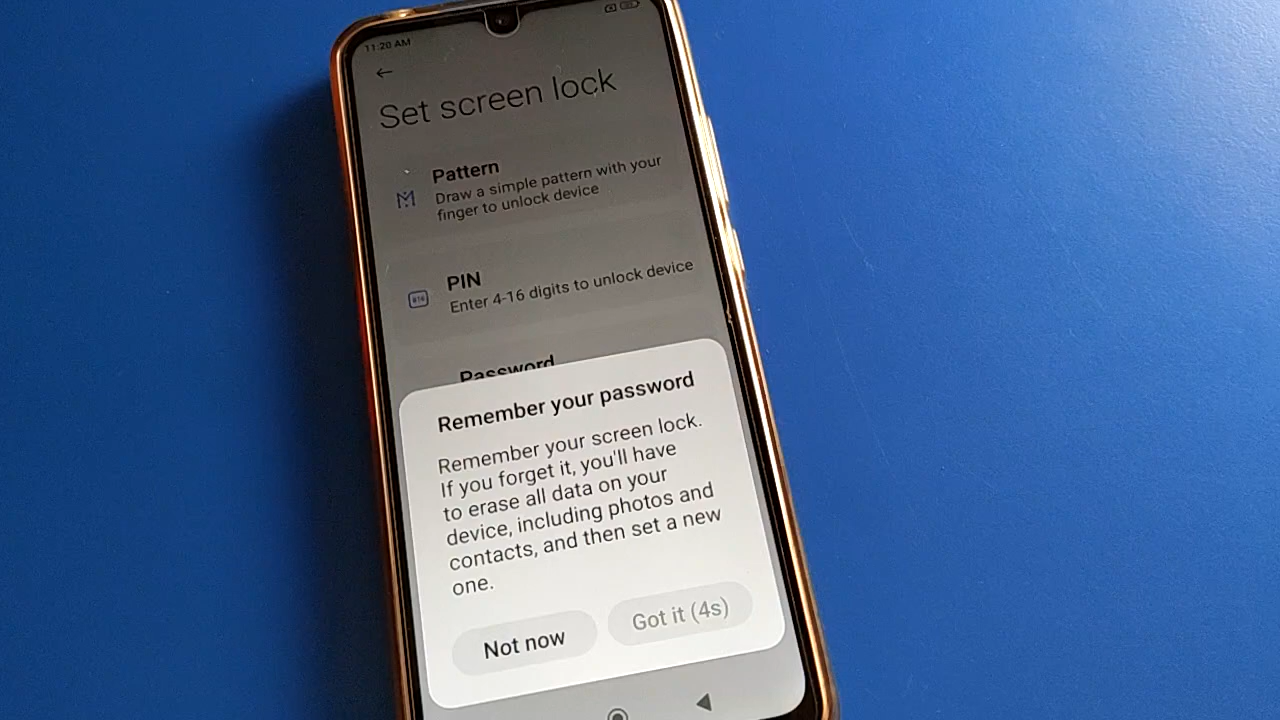 11:20 AM
Set screen lock
Pattern
Draw a simple pattern with your
finger to unlock device
PIN
Enter 4-16 digits to unlock device
Password
Remember your password
Remember your screen lock.
If you forget it, you'll have
to erase all data on your
device, including photos and
contacts, and then set a new
one.
Not now
Got it (4s)